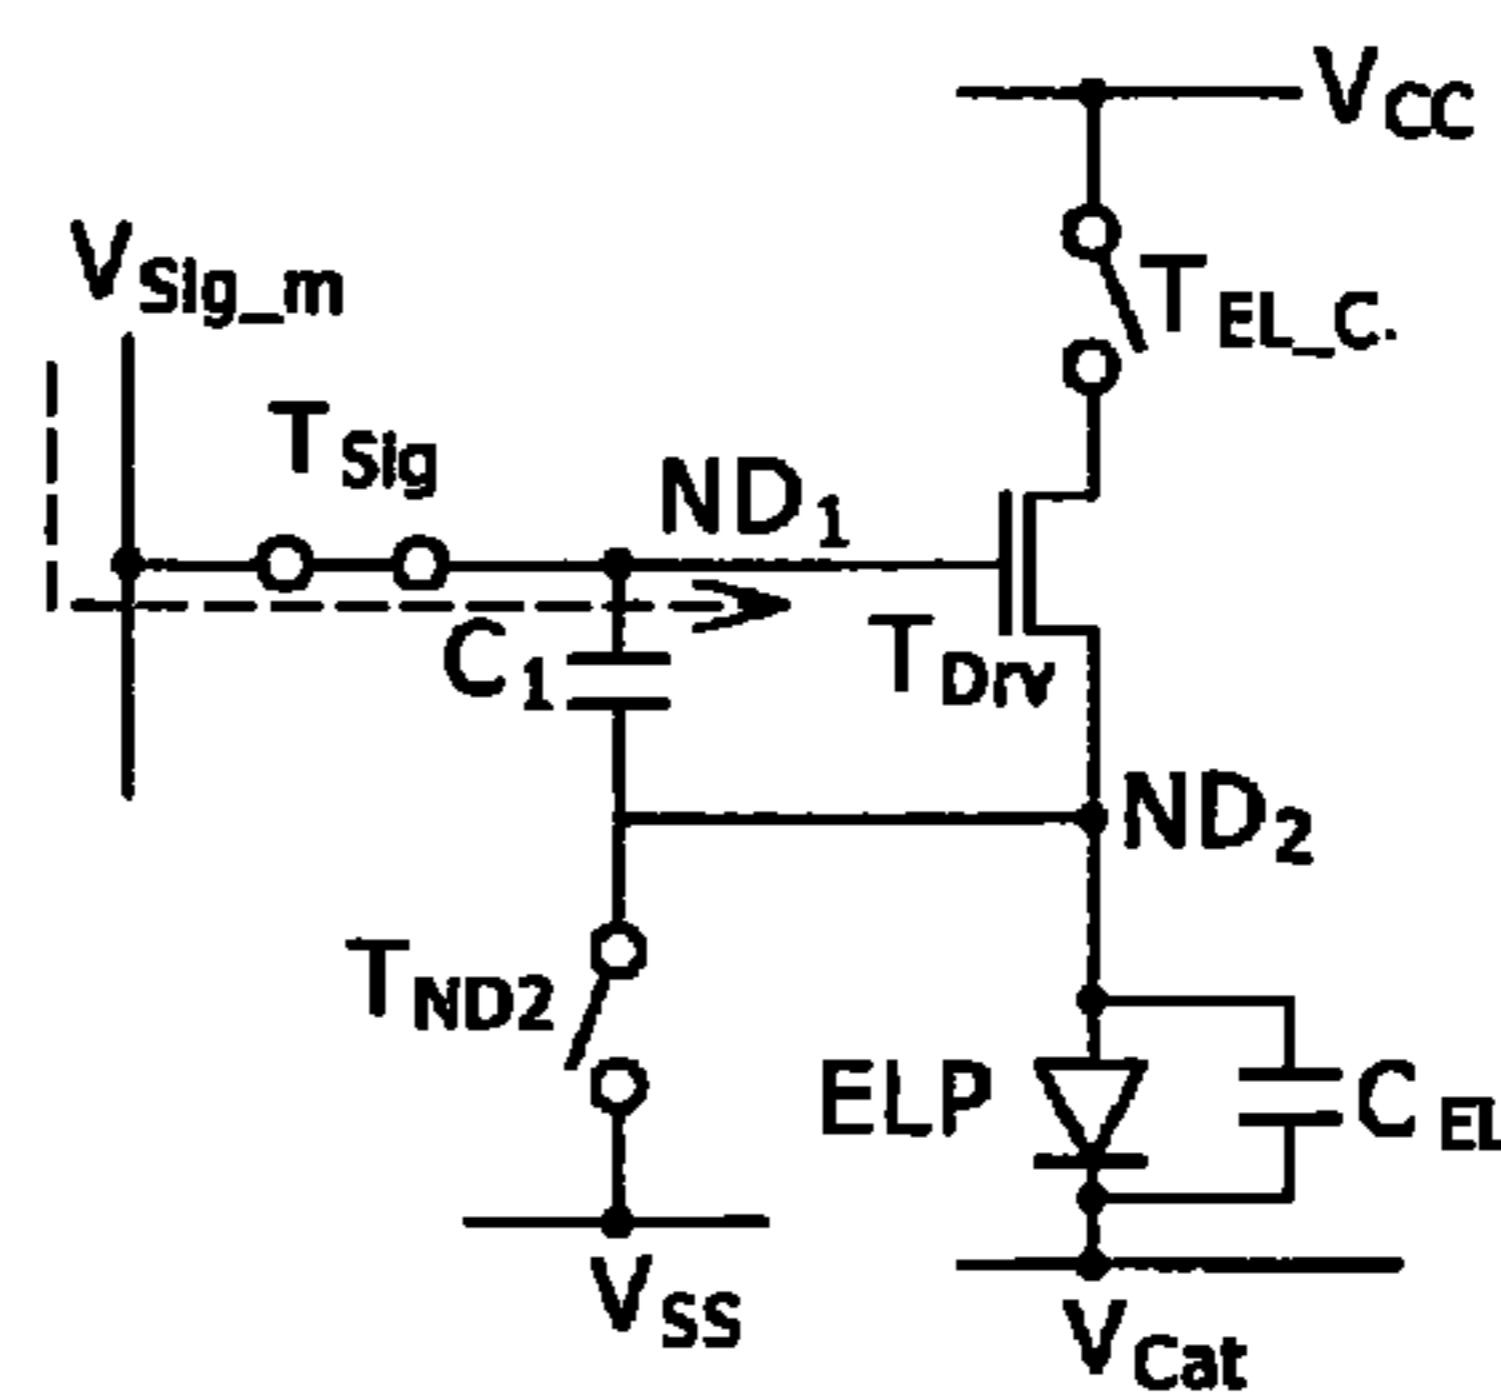 VCC
VSig_m
TEL_C.
TSig
ND1
C1
TDrv
ND2
TND2
ELP
CEL
VSS
VCat